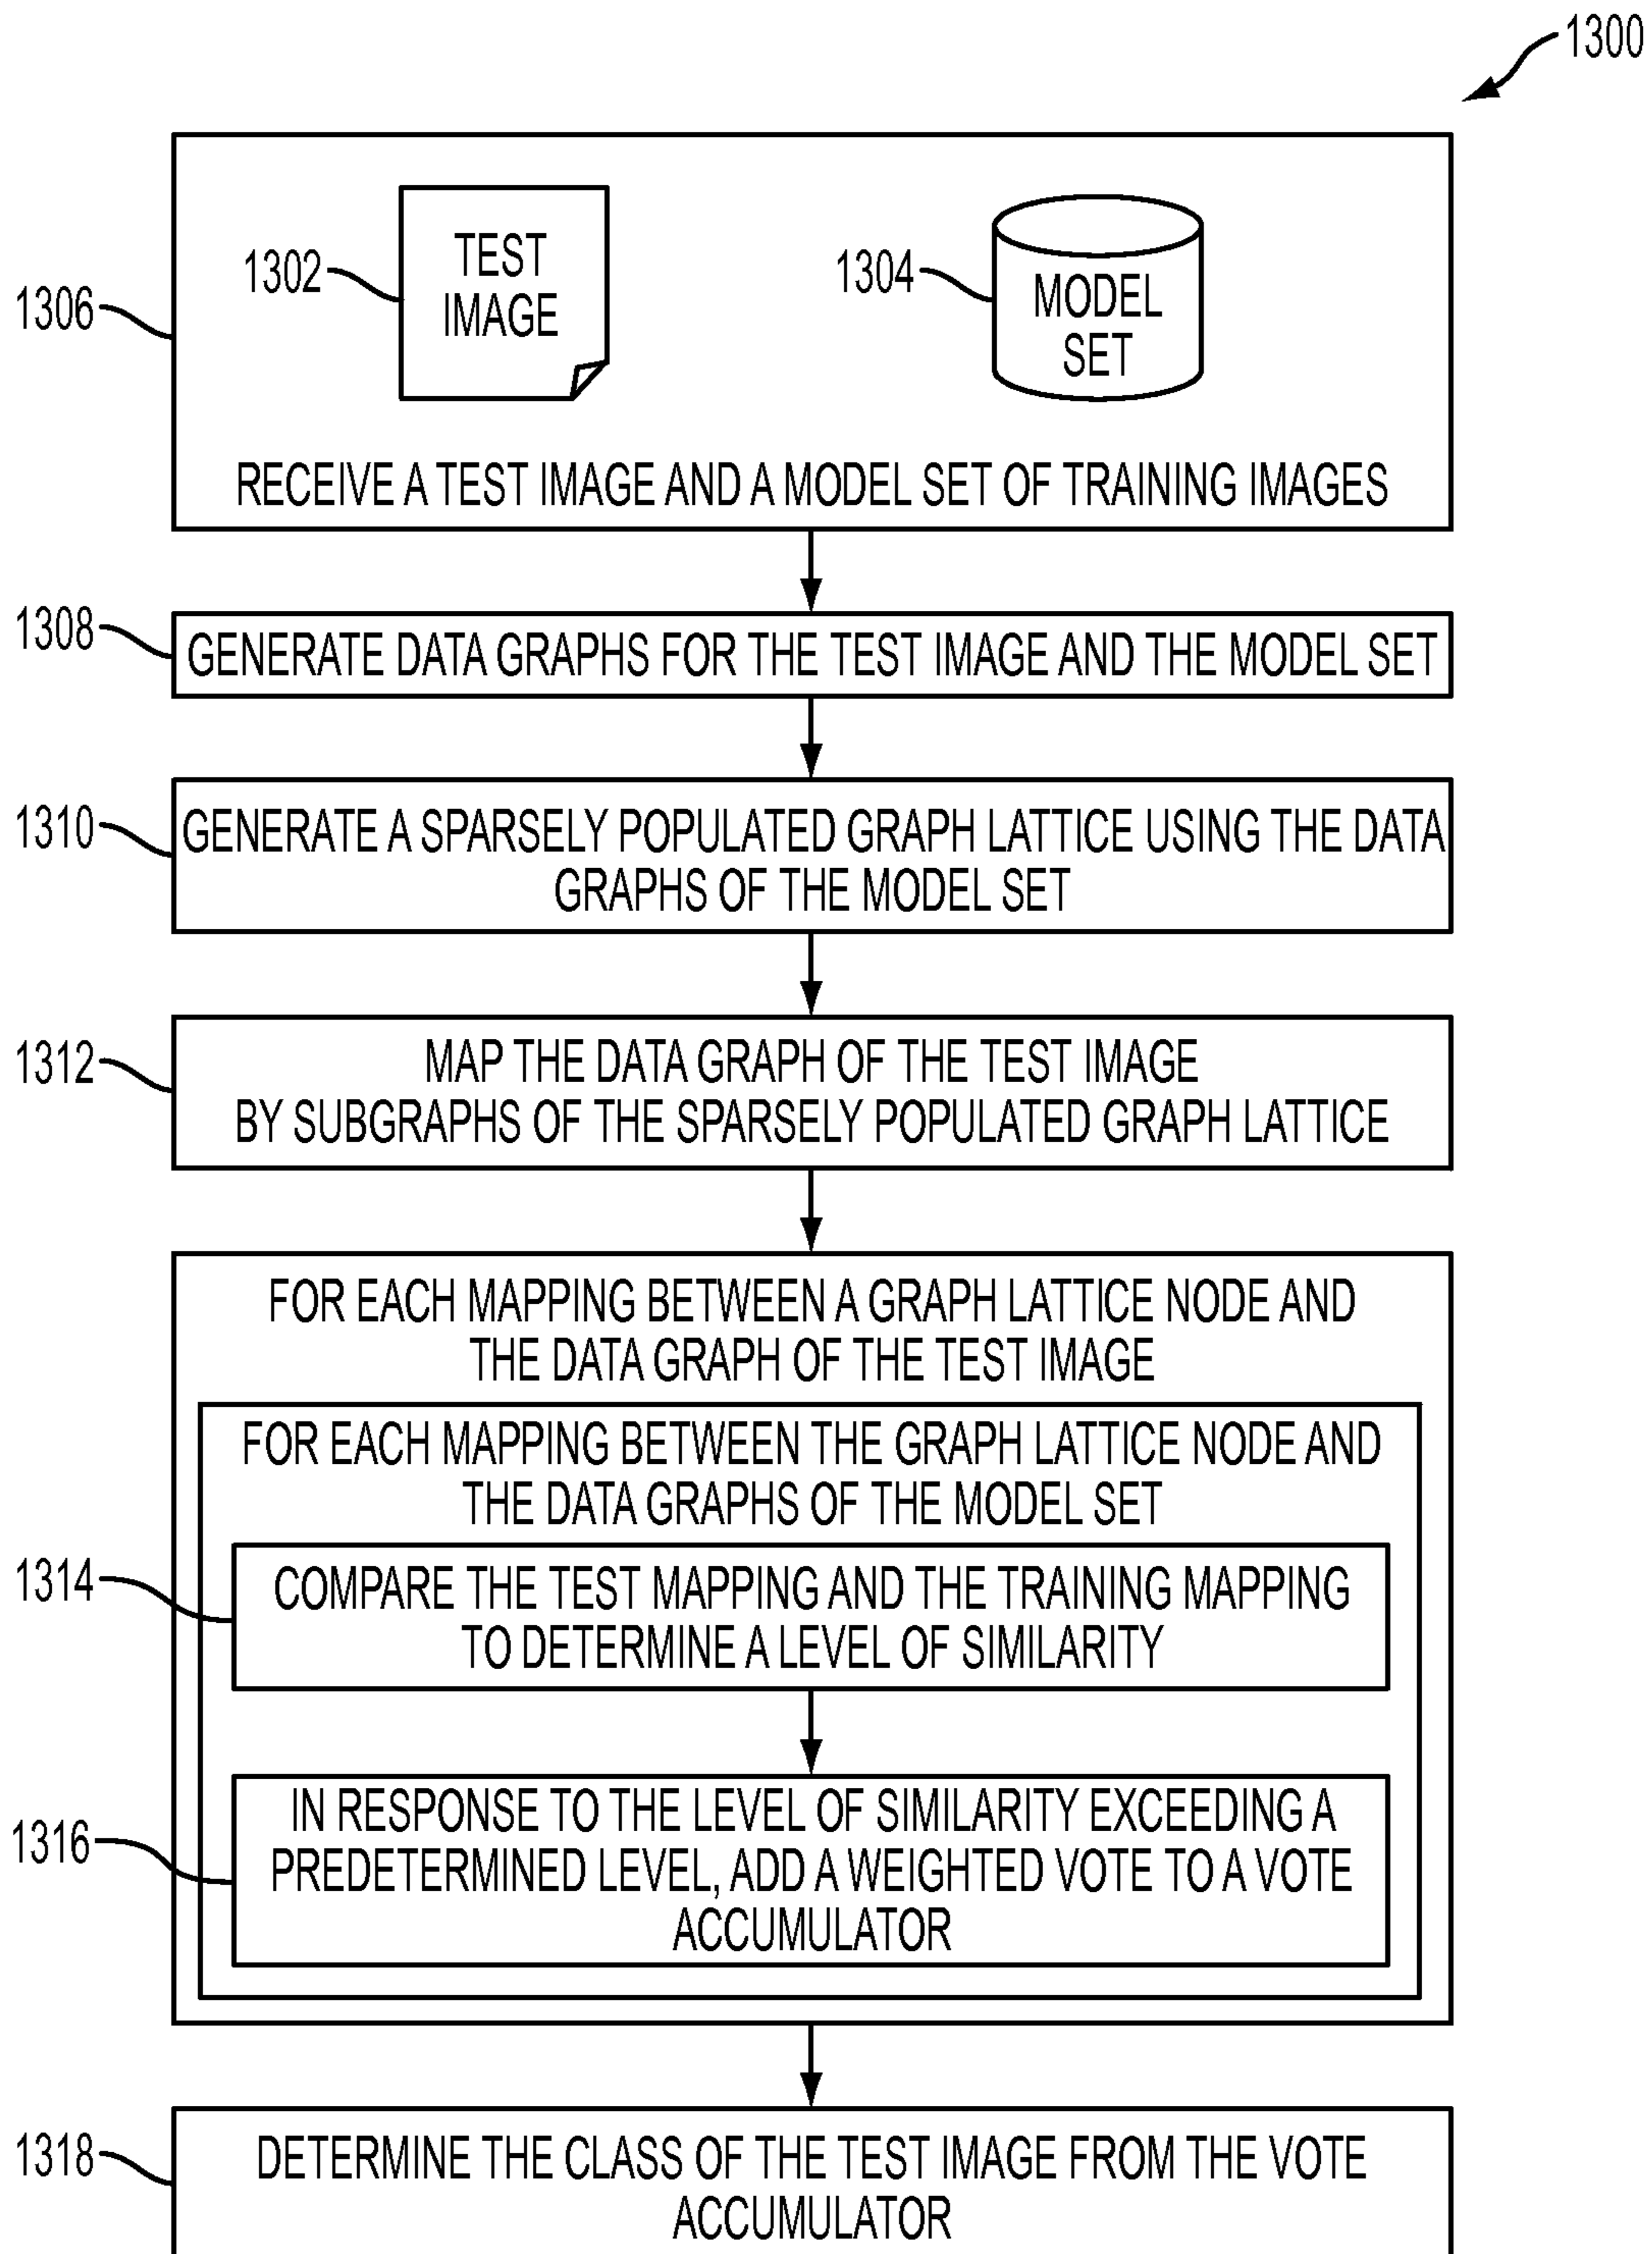 1300
1302
TEST
IMAGE
1304
MODEL
SET
1306
RECEIVE A TEST IMAGE AND A MODEL SET OF TRAINING IMAGES
1308
GENERATE DATA GRAPHS FOR THE TEST IMAGE AND THE MODEL SET
1310
GENERATE A SPARSELY POPULATED GRAPH LATTICE USING THE DATA
GRAPHS OF THE MODEL SET
1312
MAP THE DATA GRAPH OF THE TEST IMAGE
BY SUBGRAPHS OF THE SPARSELY POPULATED GRAPH LATTICE
FOR EACH MAPPING BETWEEN A GRAPH LATTICE NODE AND
THE DATA GRAPH OF THE TEST IMAGE
FOR EACH MAPPING BETWEEN THE GRAPH LATTICE NODE AND
THE DATA GRAPHS OF THE MODEL SET
1314
COMPARE THE TEST MAPPING AND THE TRAINING MAPPING
TO DETERMINE A LEVEL OF SIMILARITY
1316
IN RESPONSE TO THE LEVEL OF SIMILARITY EXCEEDING A
PREDETERMINED LEVEL, ADD A WEIGHTED VOTE TO A VOTE
ACCUMULATOR
1318
DETERMINE THE CLASS OF THE TEST IMAGE FROM THE VOTE
ACCUMULATOR